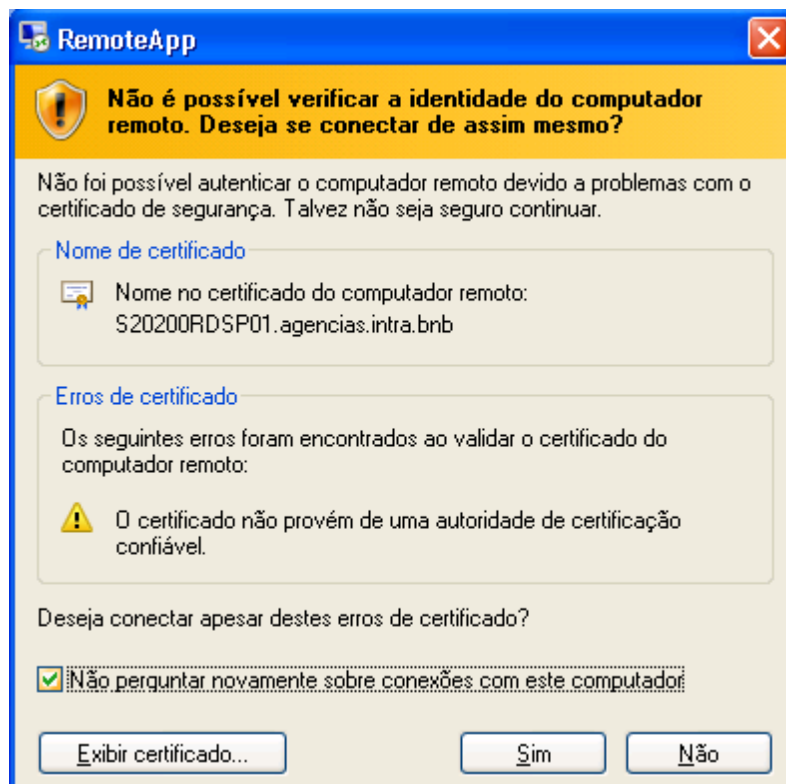 RemoteApp
Não é possível verificar a identidade do computador
remoto. Deseja se conectar de assim mesmo?
Não foi possível autenticar o computador remoto devido a problemas com o
certificado de segurança. Talvez não seja seguro continuar.
Nome de certificado
Nome no certificado do computador remoto:
S20200RDSP01.agencias.intra.bnb
Erros de certificado
Os seguintes erros foram encontrados ao validar o certificado do
computador remoto:
O certificado não provém de uma autoridade de certificação
confiável.
Deseja conectar apesar destes erros de certificado?
Não perguntar novamente sobre conexões com este computador
Exibir certificado...
Sim
Não